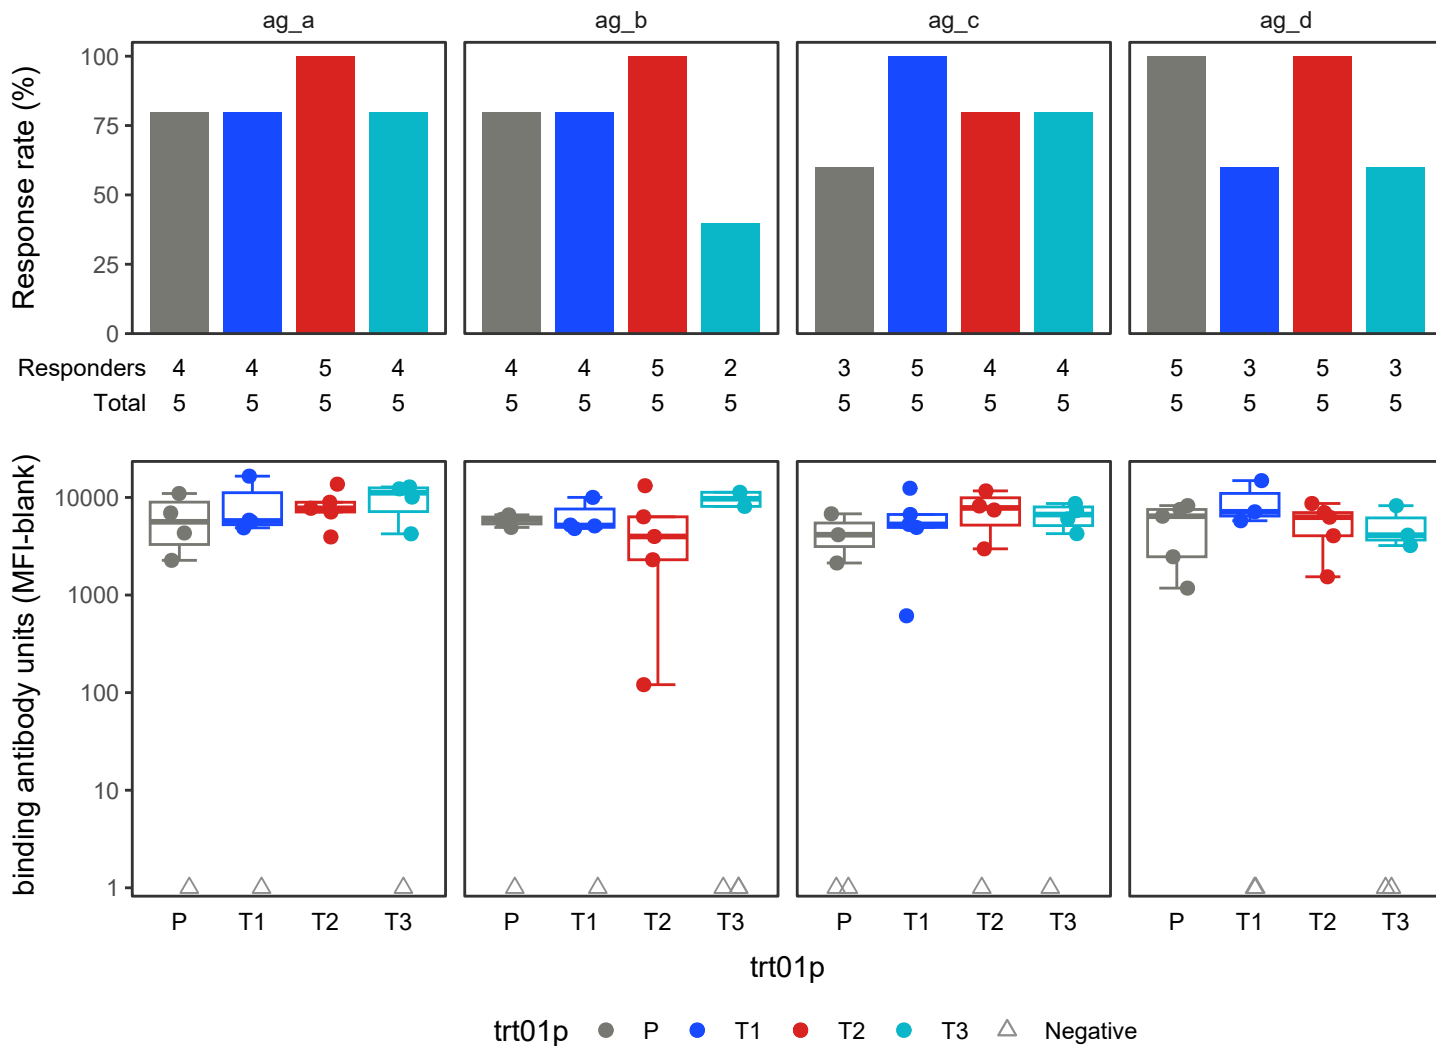 ag_a ag_b ag_c ag_d
Response rate (%)
100
75
50
25
0
Responders 4 4 5 4 4 4 5 2 3 5 4 4 5 3 5 3
Total 5 5 5 5 5 5 5 5 5 5 5 5 5 5 5 5
binding antibody units (MFI-blank)
10000
1000
100
10
1
P T1 T2 T3 P T1 T2 T3 P T1 T2 T3 P T1 T2 T3
trt01p
trt01p P T1 T2 T3 Negative